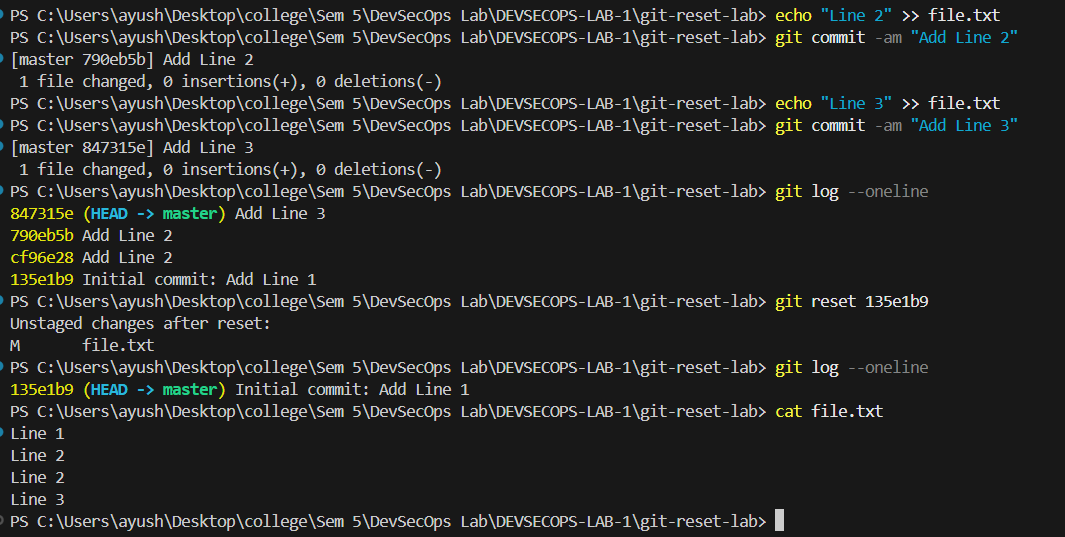 PS C:\Users\ayush\Desktop\college\Sem 5\DevSecOps Lab\DEVSECOPS-LAB-1\git-reset-lab> echo "Line 2" >> file.txt
PS C:\Users\ayush\Desktop\college\Sem 5\DevSecOps Lab\DEVSECOPS-LAB-1\git-reset-lab> git commit -am "Add Line 2"
[master 790eb5b] Add Line 2
 1 file changed, 0 insertions(+), 0 deletions(-)
PS C:\Users\ayush\Desktop\college\Sem 5\DevSecOps Lab\DEVSECOPS-LAB-1\git-reset-lab> echo "Line 3" >> file.txt
PS C:\Users\ayush\Desktop\college\Sem 5\DevSecOps Lab\DEVSECOPS-LAB-1\git-reset-lab> git commit -am "Add Line 3"
[master 847315e] Add Line 3
 1 file changed, 0 insertions(+), 0 deletions(-)
PS C:\Users\ayush\Desktop\college\Sem 5\DevSecOps Lab\DEVSECOPS-LAB-1\git-reset-lab> git log --oneline
847315e (HEAD -> master) Add Line 3
790eb5b Add Line 2
cf96e28 Add Line 2
135e1b9 Initial commit: Add Line 1
PS C:\Users\ayush\Desktop\college\Sem 5\DevSecOps Lab\DEVSECOPS-LAB-1\git-reset-lab> git reset 135e1b9
Unstaged changes after reset:
M       file.txt
PS C:\Users\ayush\Desktop\college\Sem 5\DevSecOps Lab\DEVSECOPS-LAB-1\git-reset-lab> git log --oneline
135e1b9 (HEAD -> master) Initial commit: Add Line 1
PS C:\Users\ayush\Desktop\college\Sem 5\DevSecOps Lab\DEVSECOPS-LAB-1\git-reset-lab> cat file.txt
Line 1
Line 2
Line 2
Line 3
PS C:\Users\ayush\Desktop\college\Sem 5\DevSecOps Lab\DEVSECOPS-LAB-1\git-reset-lab>